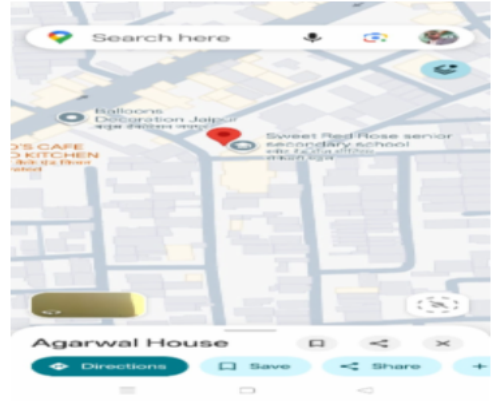 Search here
Balloons
Decoration Jaipur
O'S CAFE
O KITCHEN
Sweet Red Rose senior
secondary school
Agarwal House
Directions
Save
Share